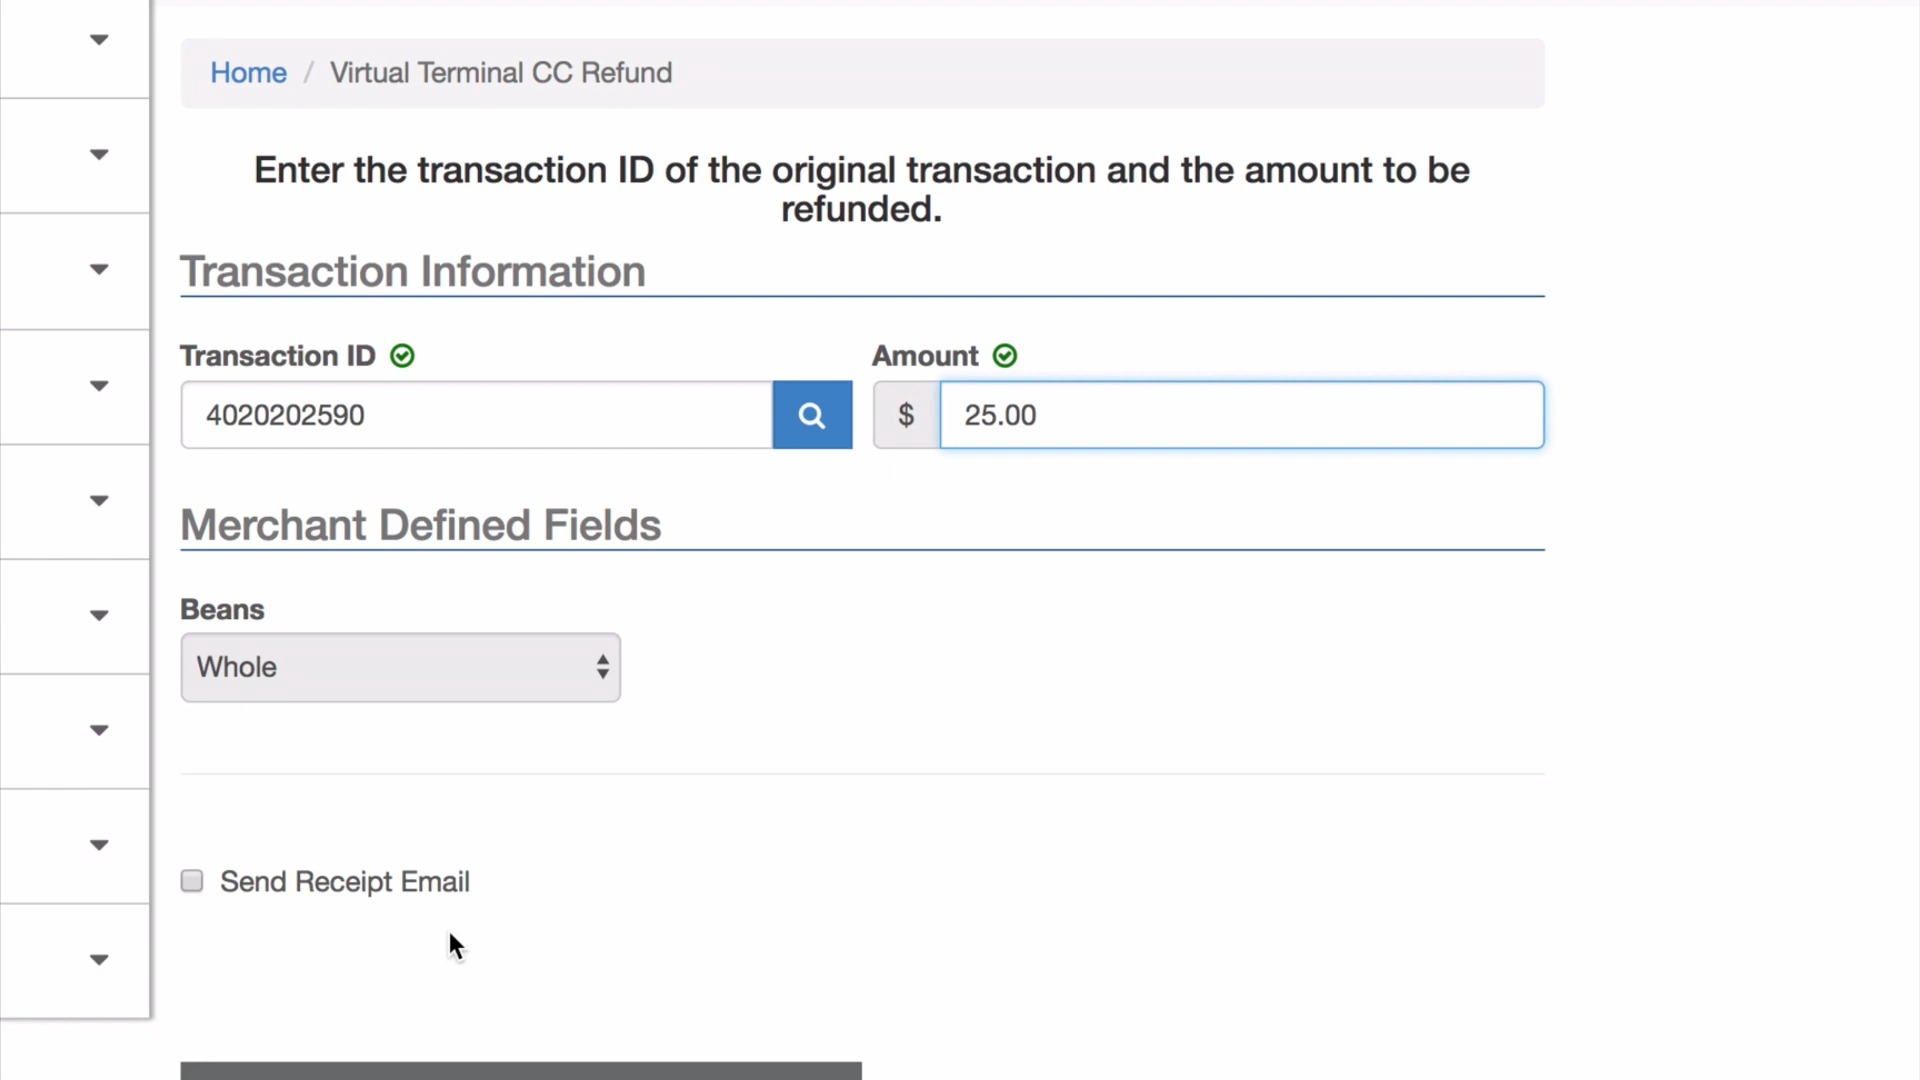 Home / Virtual Terminal CC Refund
Enter the transaction ID of the original transaction and the amount to be
refunded.
Transaction Information
Transaction ID
Amount
4020202590
$ 25.00
Merchant Defined Fields
Beans
Whole
Send Receipt Email